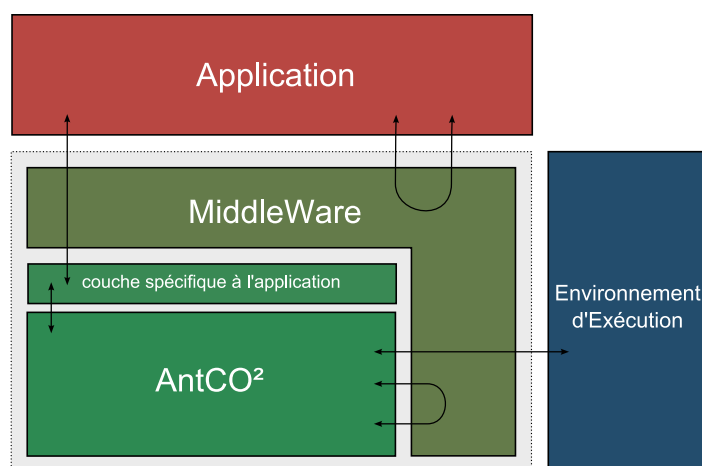 Application
MiddleWare
couche spécifique à l'application
AntCO²
Environnement
d'Exécution